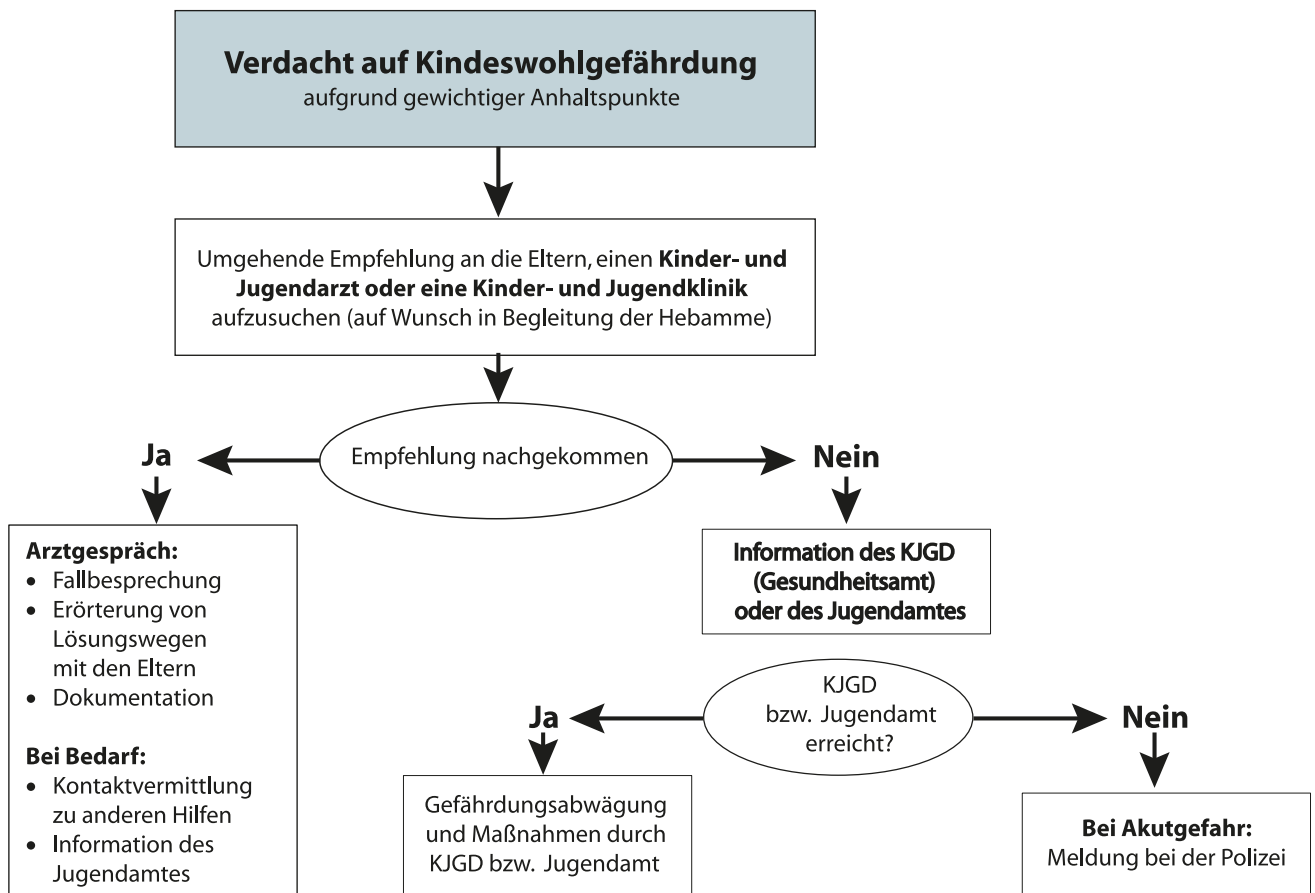 Verdacht auf Kindeswohlgefährdung
aufgrund gewichtiger Anhaltspunkte
Umgehende Empfehlung an die Eltern, einen Kinder- und
Jugendarzt oder eine Kinder- und Jugendklinik
aufzusuchen (auf Wunsch in Begleitung der Hebamme)
Empfehlung nachgekommen
Ja
Nein
Arztgespräch:
• Fallbesprechung
• Erörterung von
Lösungswegen
mit den Eltern
• Dokumentation
Bei Bedarf:
• Kontaktvermittlung
zu anderen Hilfen
• Information des
Jugendamtes
Information des KJGD
(Gesundheitsamt)
oder des Jugendamtes
KJGD
bzw. Jugendamt
erreicht?
Ja
Nein
Gefährdungsabwägung
und Maßnahmen durch
KJGD bzw. Jugendamt
Bei Akutgefahr:
Meldung bei der Polizei